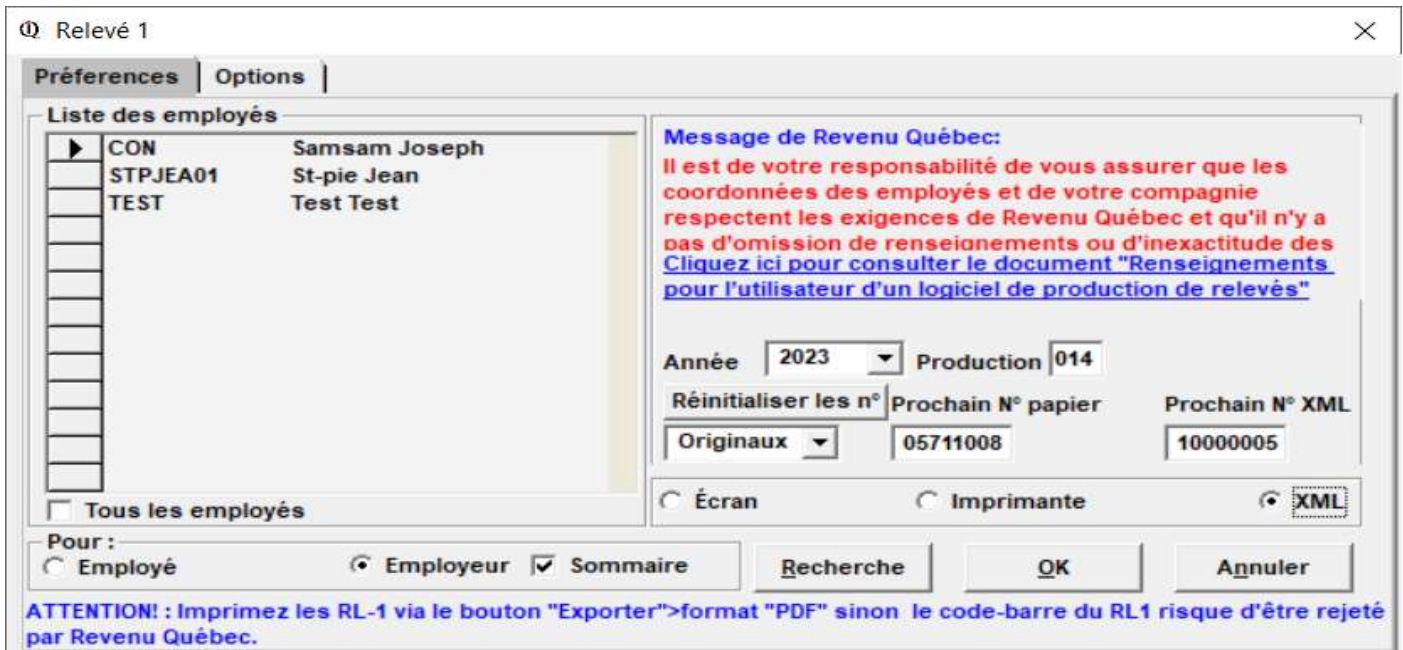 Relevé 1
Préferences Options
Liste des employés
CON Samsam Joseph
STPJEA01 St-pie Jean
TEST Test Test
Tous les employés
Message de Revenu Québec:
Il est de votre responsabilité de vous assurer que les
coordonnées des employés et de votre compagnie
respectent les exigences de Revenu Québec et qu'il n'y a
pas d'omission de renseignements ou d'inexactitude des
Cliquez ici pour consulter le document "Renseignements
pour l'utilisateur d'un logiciel de production de relevés"
Année 2023 Production 014
Réinitialiser les n° Prochain N° papier Prochain N° XML
Originaux 05711008 10000005
Écran Imprimante XML
Pour :
Employé Employeur Sommaire Recherche OK Annuler
ATTENTION! : Imprimez les RL-1 via le bouton "Exporter">format "PDF" sinon le code-barre du RL1 risque d'être rejeté
par Revenu Québec.